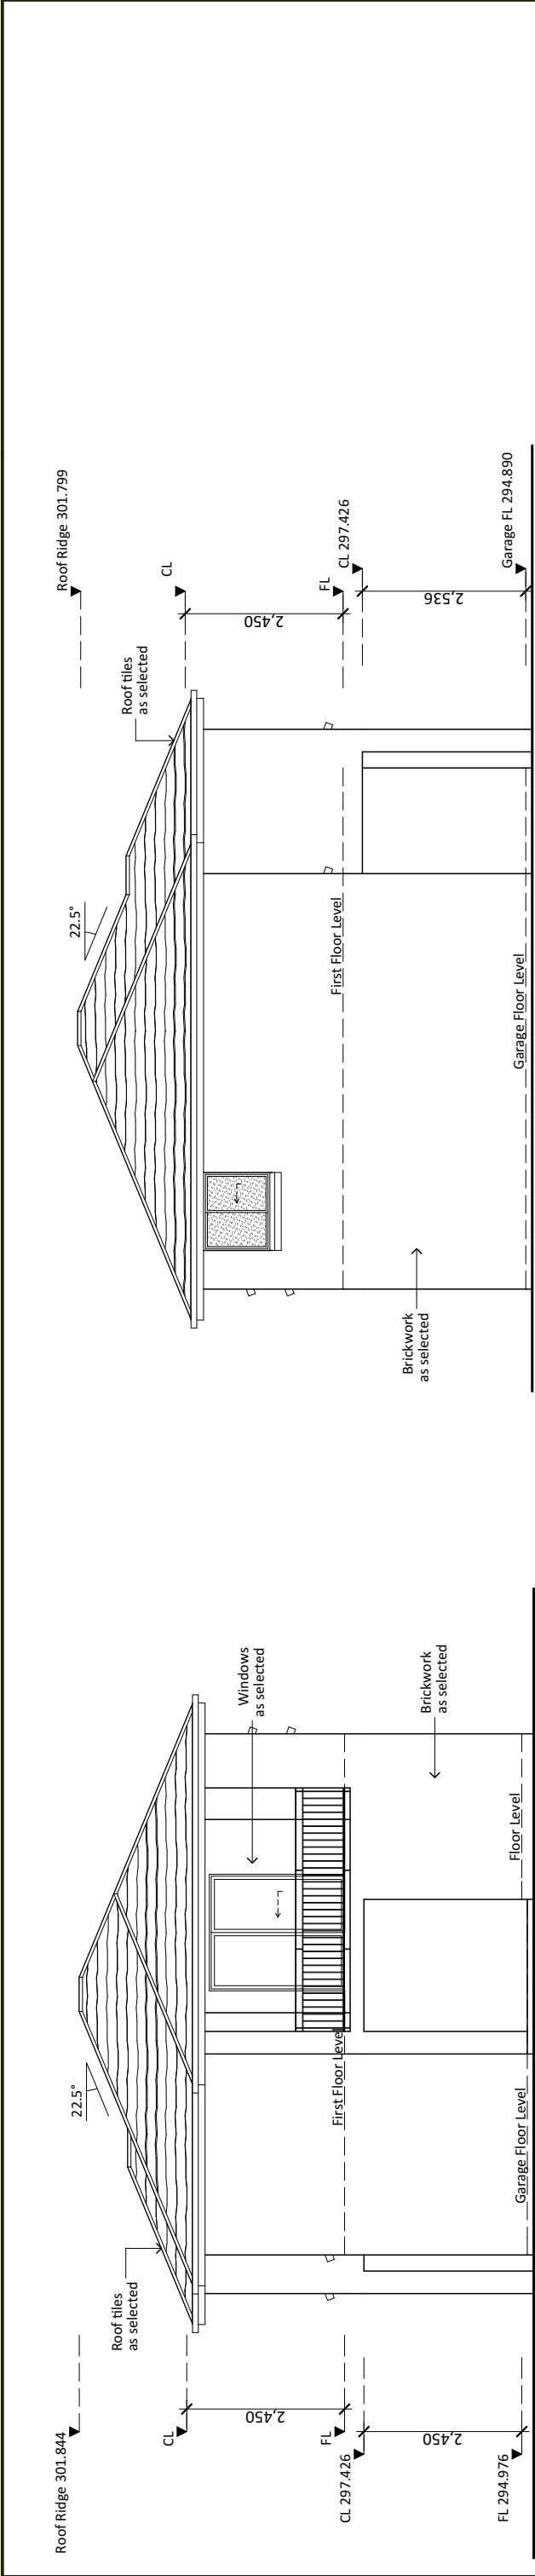 Roof Ridge 301.844
CL
2,450
FL
CL 297.426
2,450
FL 294.976
Roof tiles
as selected
22.5°
First Floor Level
Garage Floor Level
Floor Level
Windows
as selected
Brickwork
as selected
Brickwork
as selected
22.5°
First Floor Level
Garage Floor Level
Roof tiles
as selected
Roof Ridge 301.799
CL
2,450
FL
CL 297.426
2,536
Garage FL 294.890